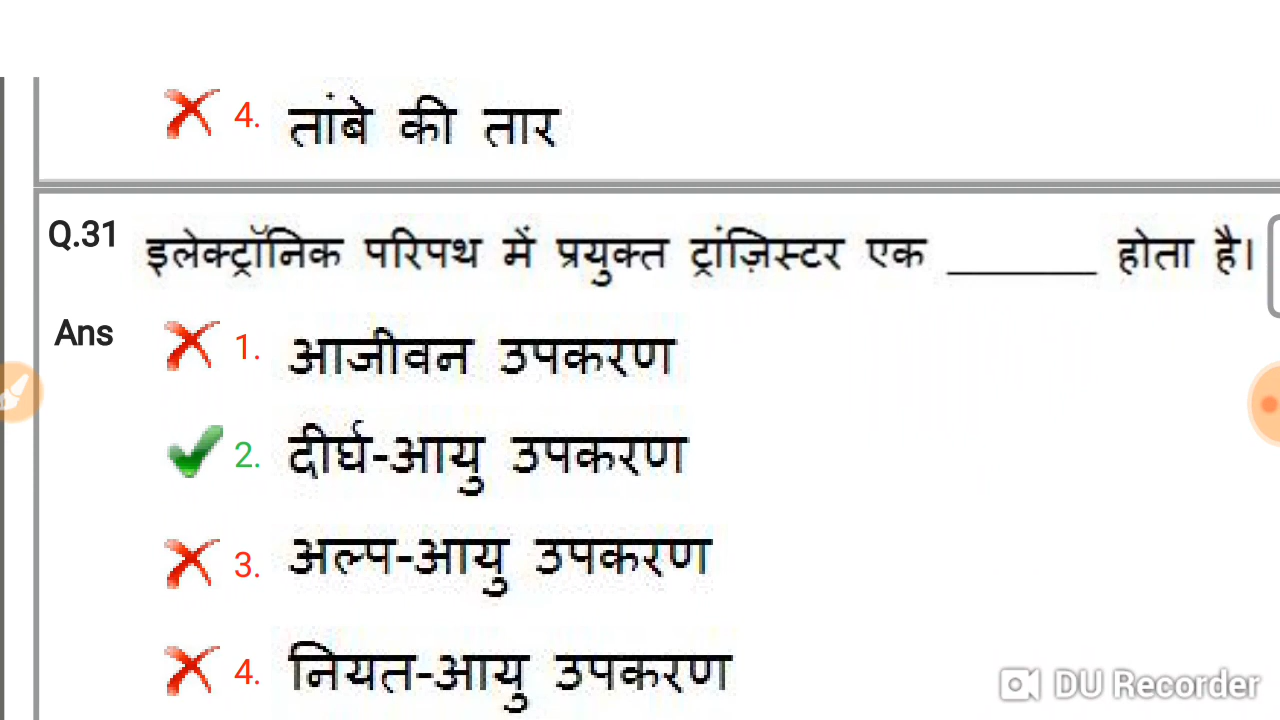 4. तांबे की तार
Q.31 इलेक्ट्रॉनिक परिपथ में प्रयुक्त ट्रांज़िस्टर एक ______ होता है।
Ans 1. आजीवन उपकरण
2. दीर्घ-आयु उपकरण
3. अल्प-आयु उपकरण
4. नियत-आयु उपकरण
DU Recorder